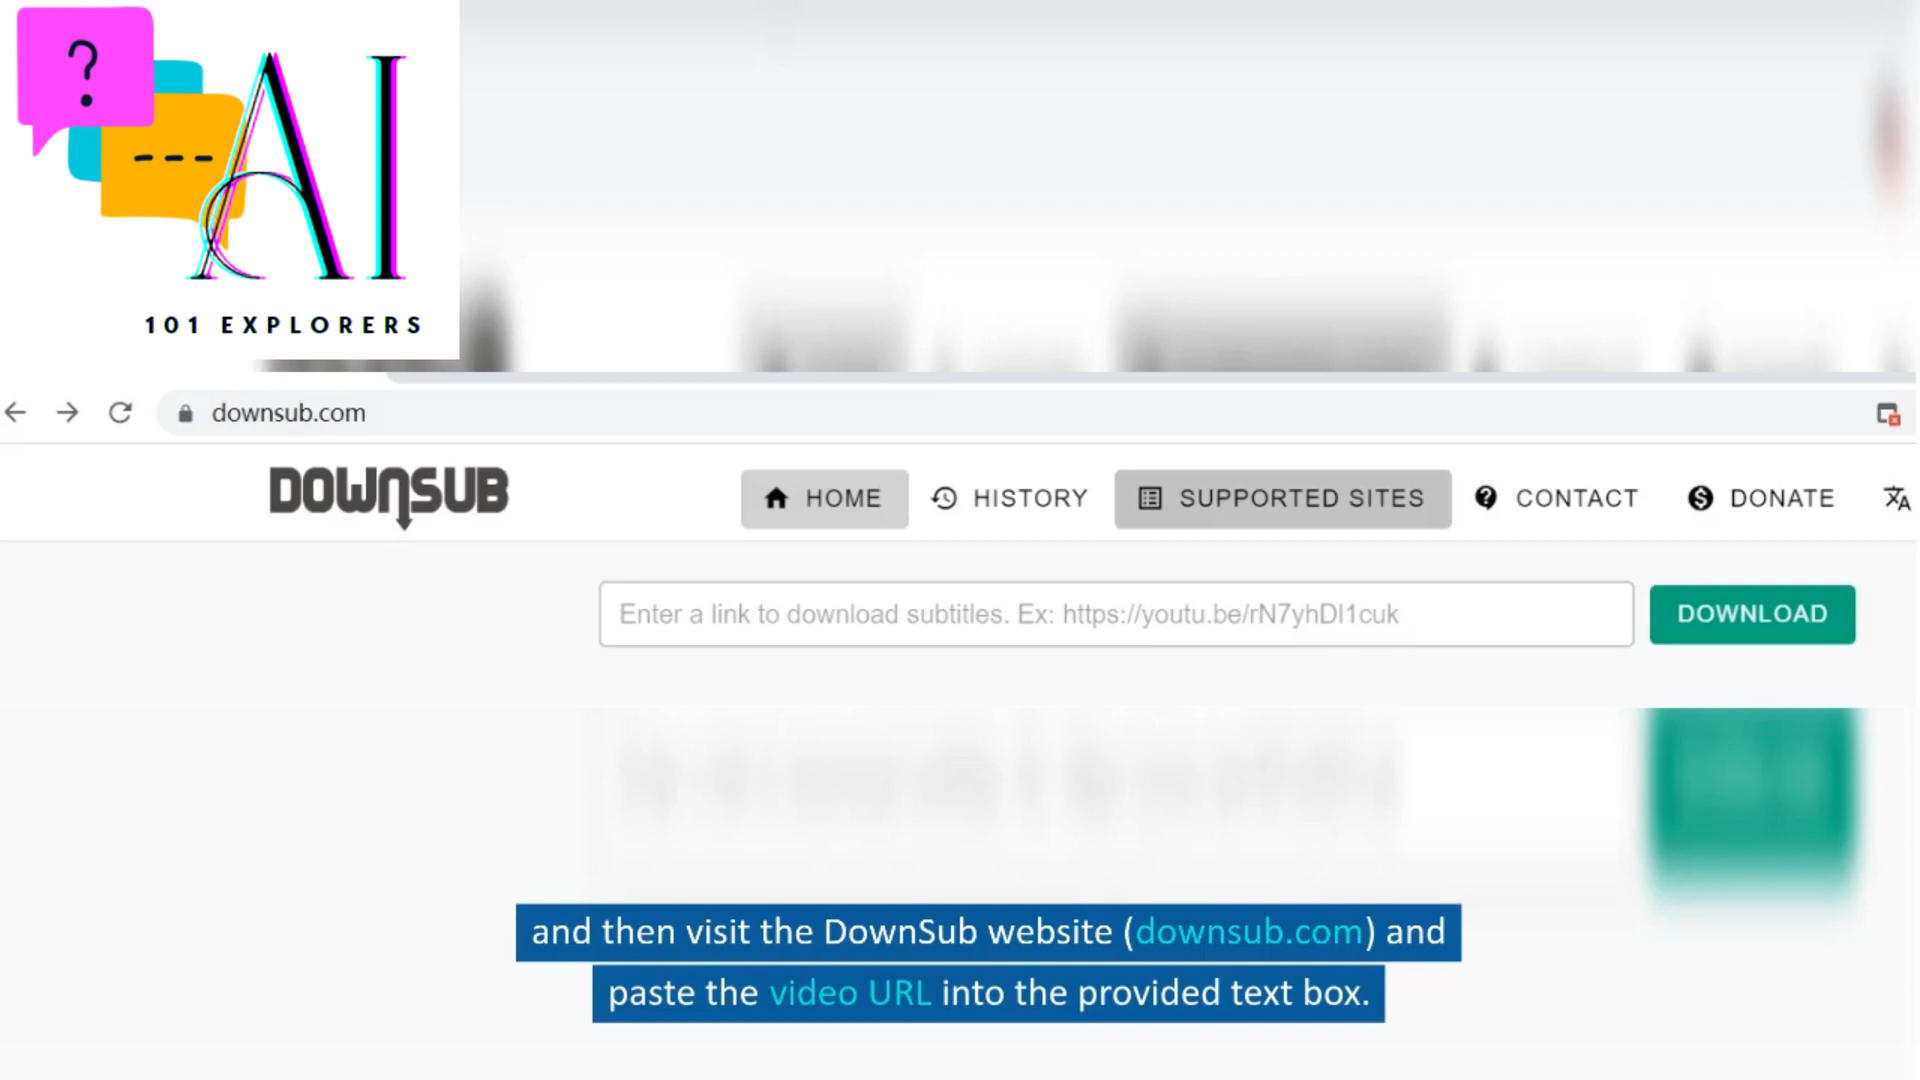 ?
AI
101 EXPLORERS
downsub.com
DOWNSUB
HOME
HISTORY
SUPPORTED SITES
CONTACT
DONATE
Enter a link to download subtitles. Ex: https://youtu.be/rN7yhDl1cuk
DOWNLOAD
and then visit the DownSub website (downsub.com) and
paste the video URL into the provided text box.